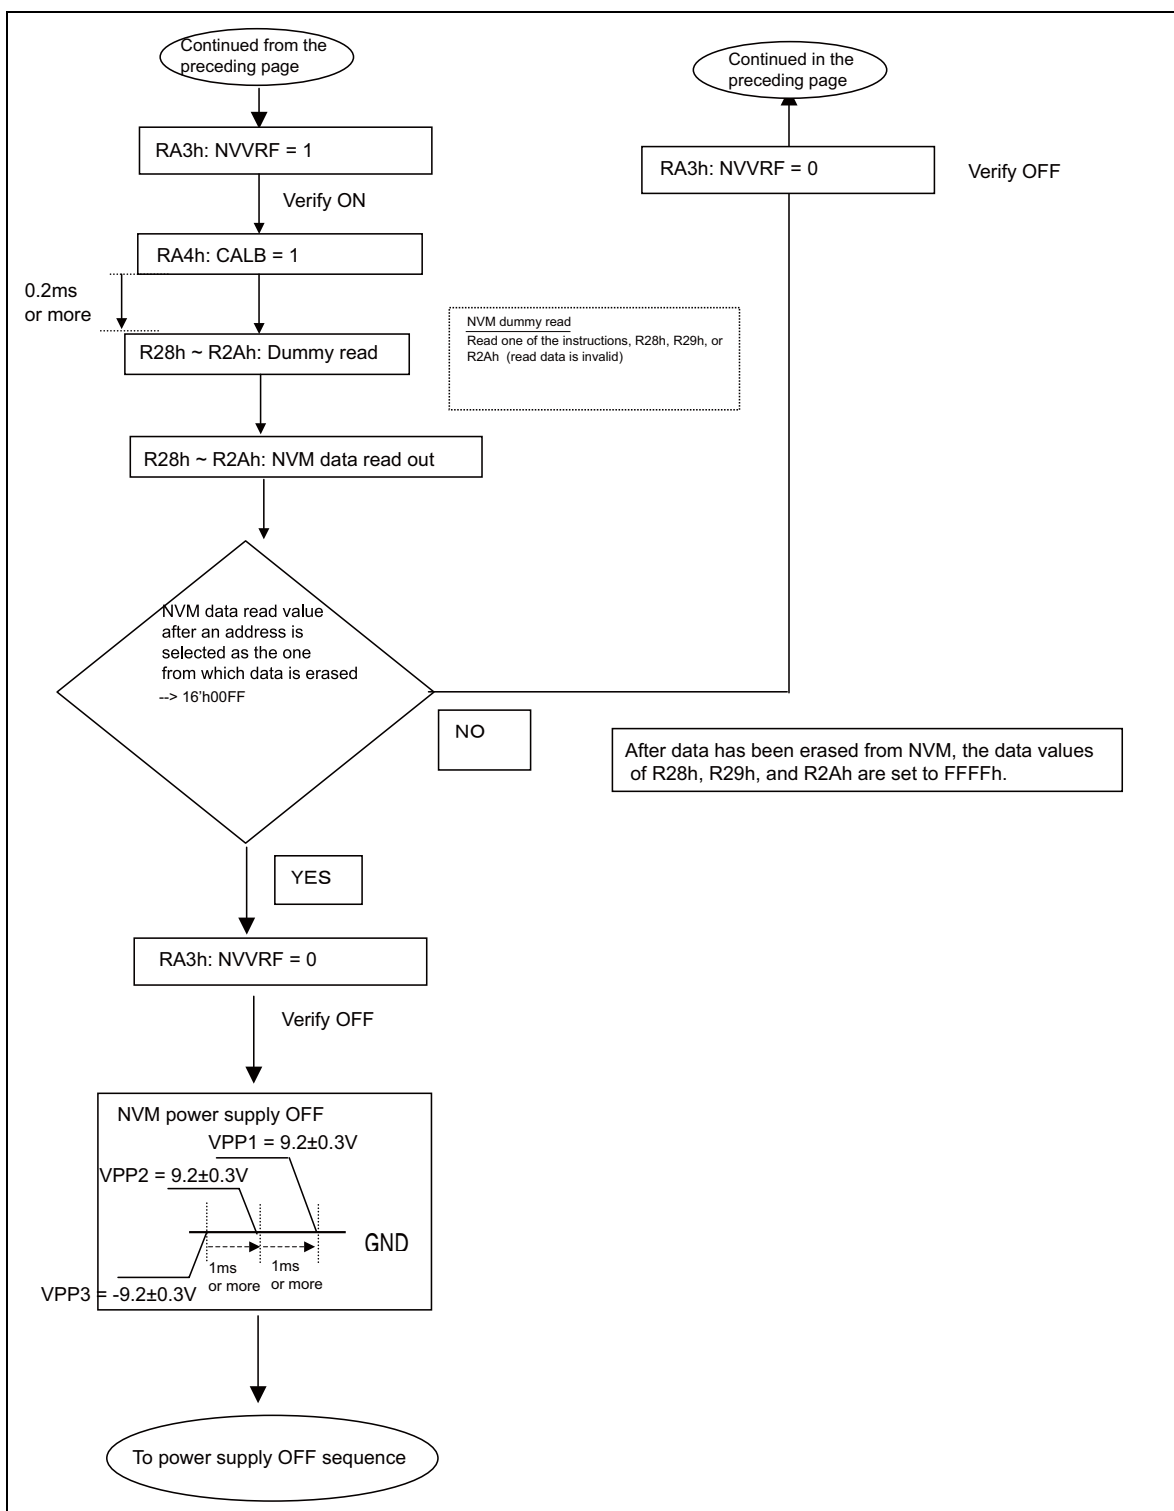 Continued from the
preceding page
Continued in the
preceding page
RA3h: NVVRF = 1
RA3h: NVVRF = 0
Verify OFF
Verify ON
RA4h: CALB = 1
0.2ms
or more
NVM dummy read
Read one of the instructions, R28h, R29h, or
R2Ah (read data is invalid)
R28h ~ R2Ah: Dummy read
R28h ~ R2Ah: NVM data read out
NVM data read value
after an address is
selected as the one
from which data is erased
--> 16'h00FF
NO
After data has been erased from NVM, the data values
of R28h, R29h, and R2Ah are set to FFFFh.
YES
RA3h: NVVRF = 0
Verify OFF
NVM power supply OFF
VPP1 = 9.2±0.3V
VPP2 = 9.2±0.3V
GND
1ms
or more
1ms
or more
VPP3 = -9.2±0.3V
To power supply OFF sequence